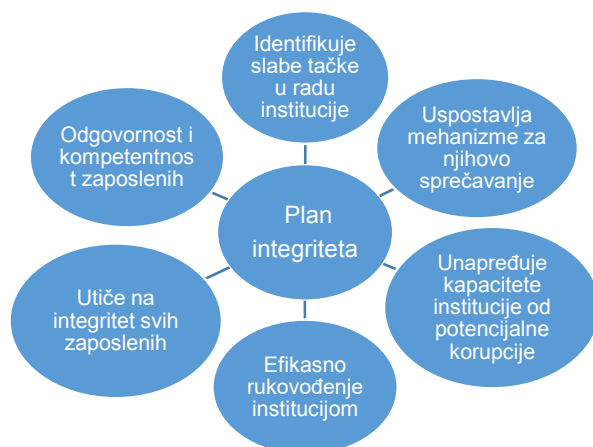 Identifikuje
slabe tačke
u radu
institucije
Uspostavlja
mehanizme za
njihovo
sprečavanje
Unapređuje
kapacitete
institucije od
potencijalne
korupcije
Efikasno
rukovođenje
institucijom
Utiče na
integritet svih
zaposlenih
Odgovornost i
kompetentnos
t zaposlenih
Plan
integriteta